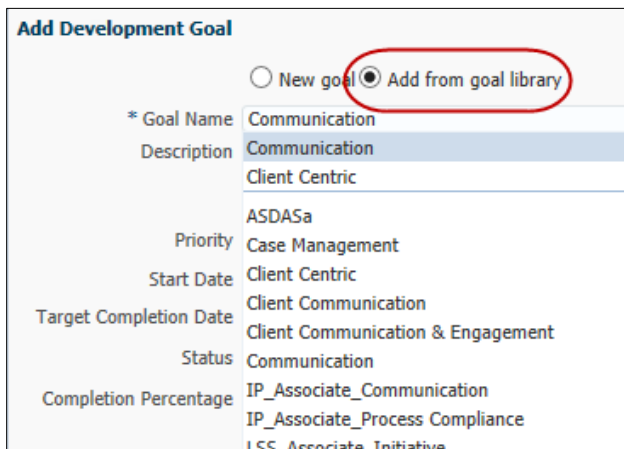 Add Development Goal
New goal Add from goal library
* Goal Name Communication
Description Communication
Client Centric
ASDASa
Priority Case Management
Start Date Client Centric
Client Communication
Target Completion Date
Client Communication & Engagement
Status Communication
Completion Percentage IP_Associate_Communication
IP_Associate_Process Compliance
LSS_Associate_Initiative